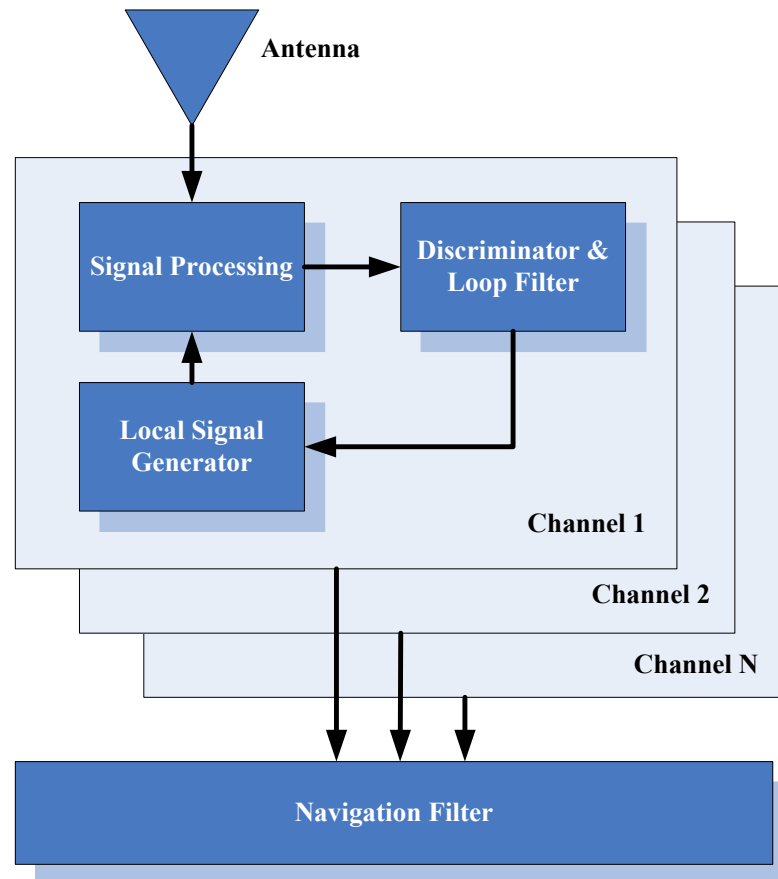 Antenna
Signal Processing
Discriminator &
Loop Filter
Local Signal
Generator
Channel 1
Channel 2
Channel N
Navigation Filter